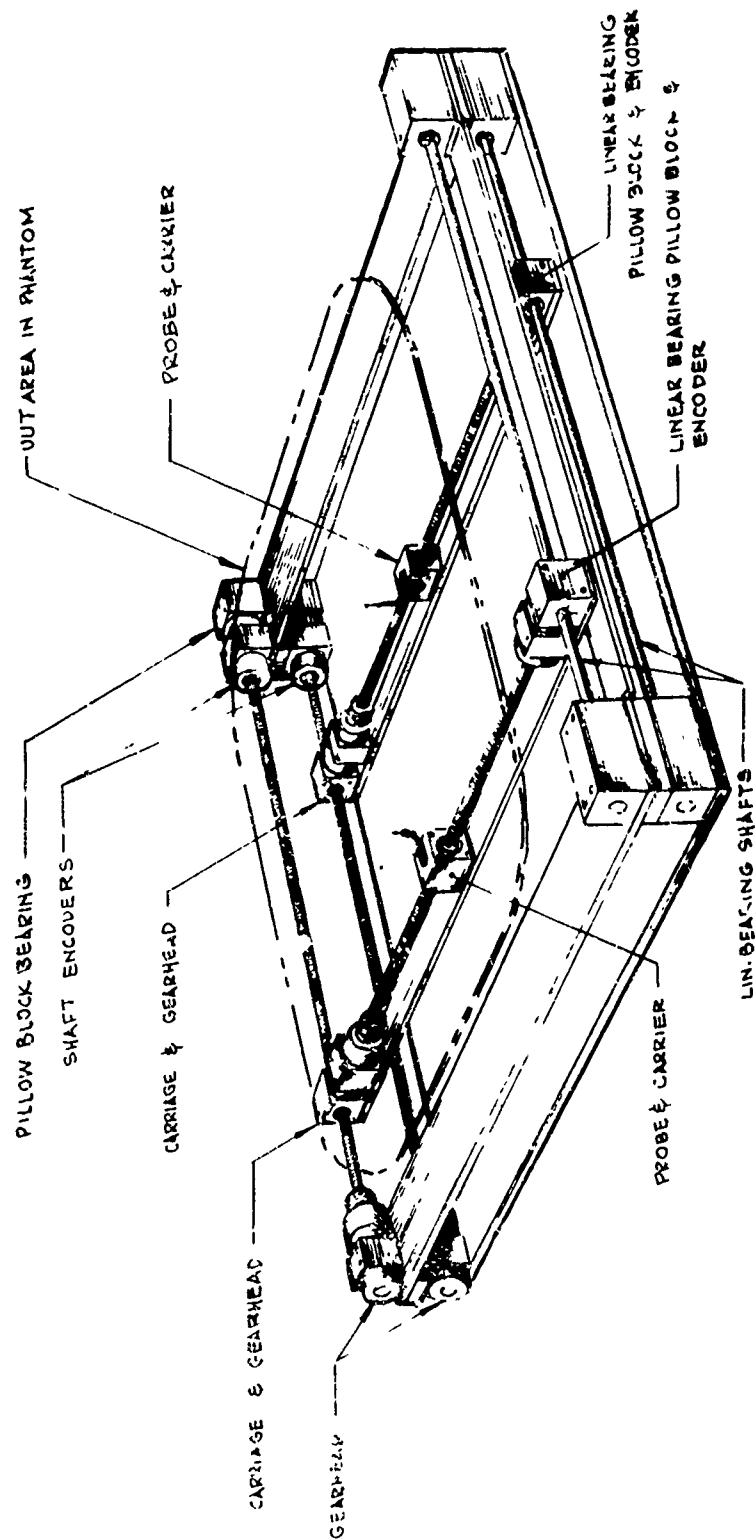 UUT AREA IN PHANTOM
PROBE & CARRIER
PILLOW BLOCK BEARING
SHAFT ENCODERS
CARRIAGE & GEARHEAD
CARRIAGE & GEARHEAD
GEARHEAD
LINEAR BEARING
PILLOW BLOCK & ENCODER
LINEAR BEARING PILLOW BLOCK &
ENCODER
LIN. BEARING SHAFTS
PROBE & CARRIER